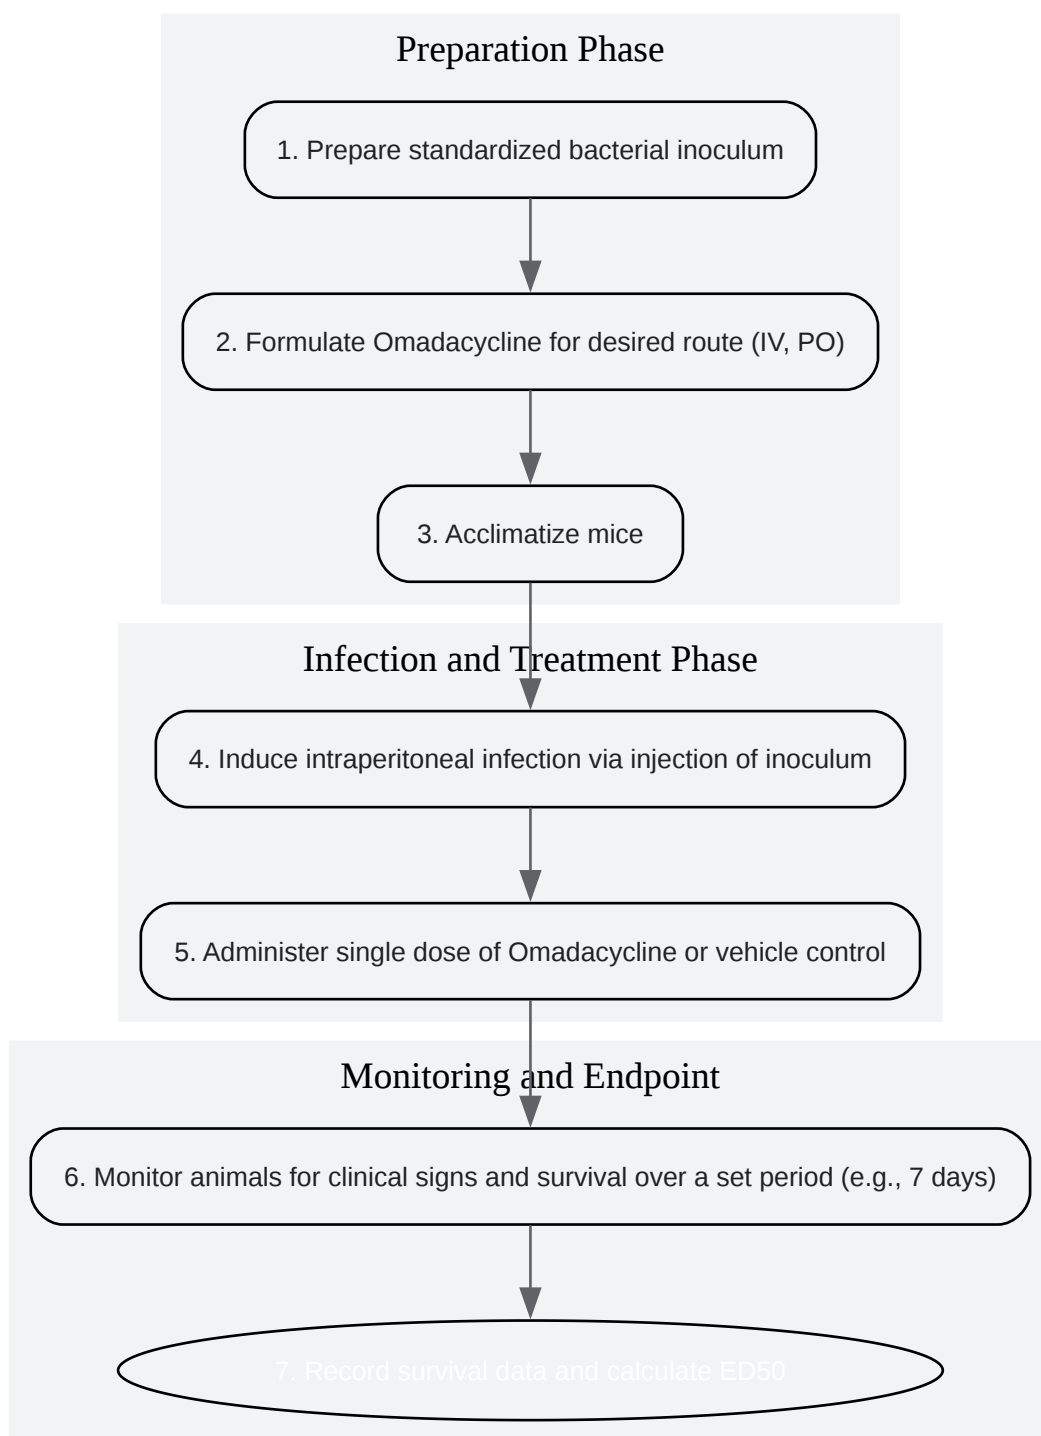 Preparation Phase
1. Prepare standardized bacterial inoculum
2. Formulate Omadacycline for desired route (IV, PO)
3. Acclimatize mice
Infection and Treatment Phase
4. Induce intraperitoneal infection via injection of inoculum
5. Administer single dose of Omadacycline or vehicle control
Monitoring and Endpoint
6. Monitor animals for clinical signs and survival over a set period (e.g., 7 days)
7. Record survival data and calculate ED50